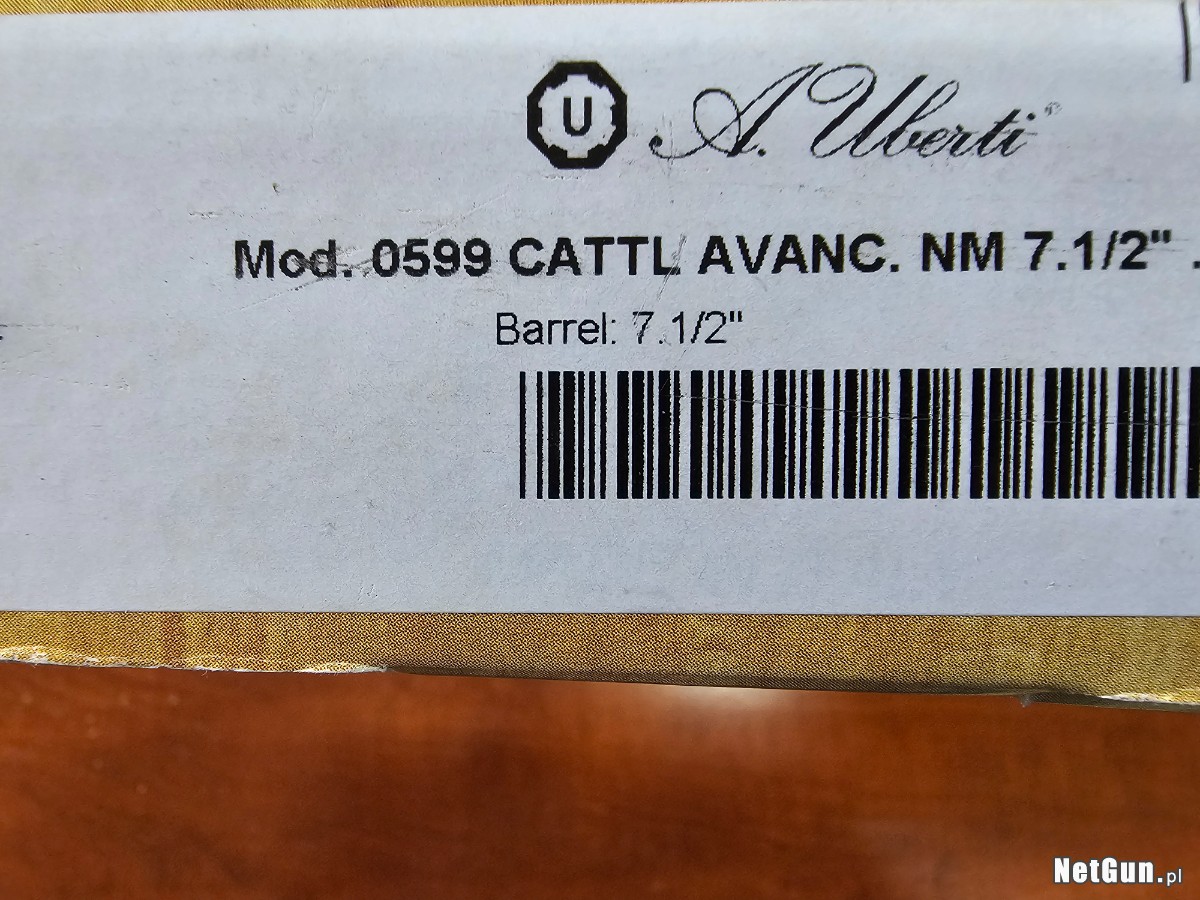 U A. Uberti®
Mod. 0599 CATTL AVANC. NM 7.1/2" .
Barrel: 7.1/2"
NetGun.pl